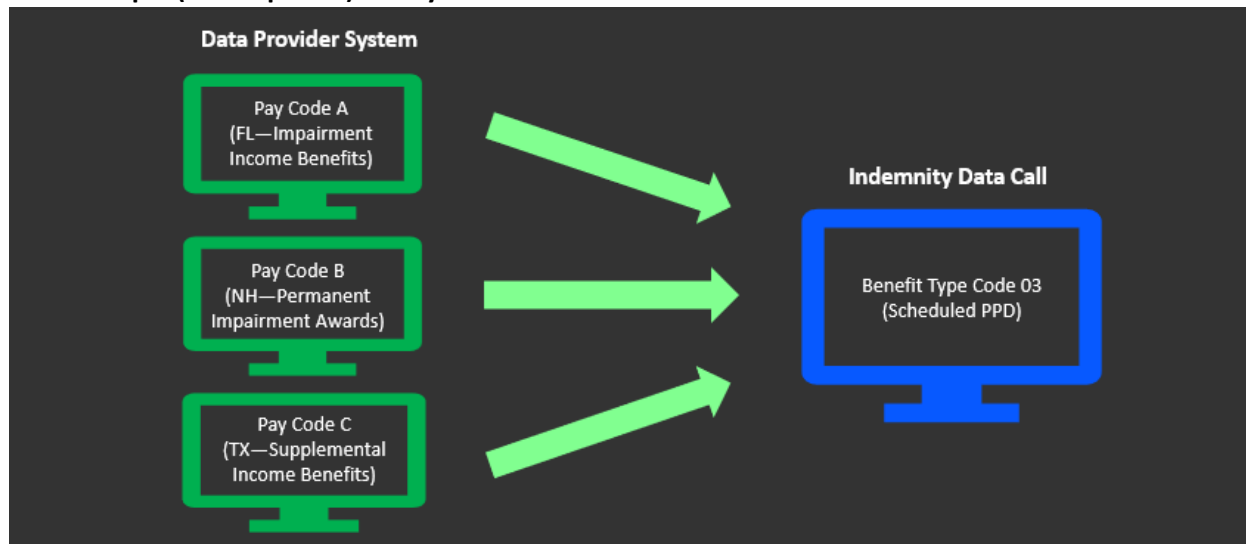 Data Provider System
Pay Code A
(FL—Impairment
Income Benefits)
Pay Code B
(NH—Permanent
Impairment Awards)
Pay Code C
(TX—Supplemental
Income Benefits)
Indemnity Data Call
Benefit Type Code 03
(Scheduled PPD)